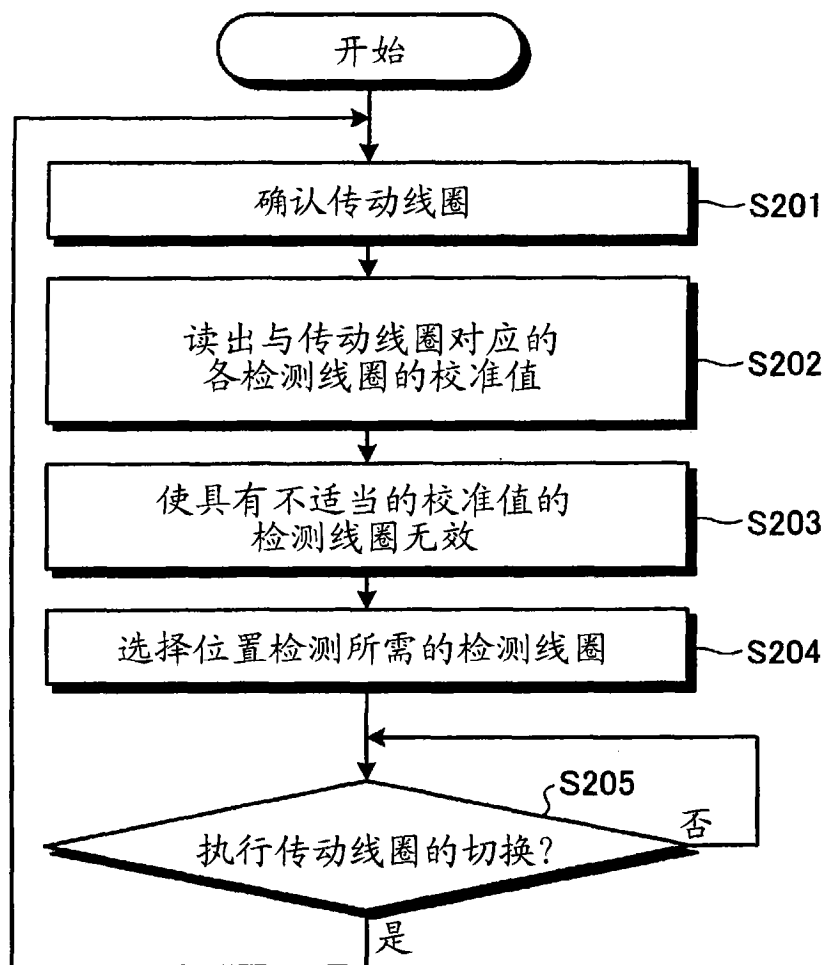 开始
确认传动线圈
S201
读出与传动线圈对应的
各检测线圈的校准值
S202
使具有不适当的校准值的
检测线圈无效
S203
选择位置检测所需的检测线圈
S204
S205
执行传动线圈的切换?
否
是